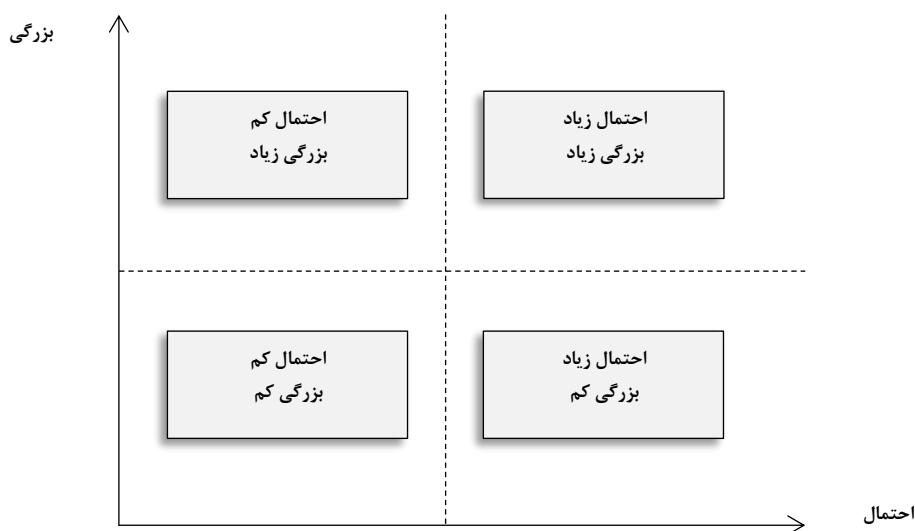 بزرگی
احتمال زیاد
بزرگی زیاد
احتمال کم
بزرگی زیاد
احتمال زیاد
بزرگی کم
احتمال کم
بزرگی کم
احتمال